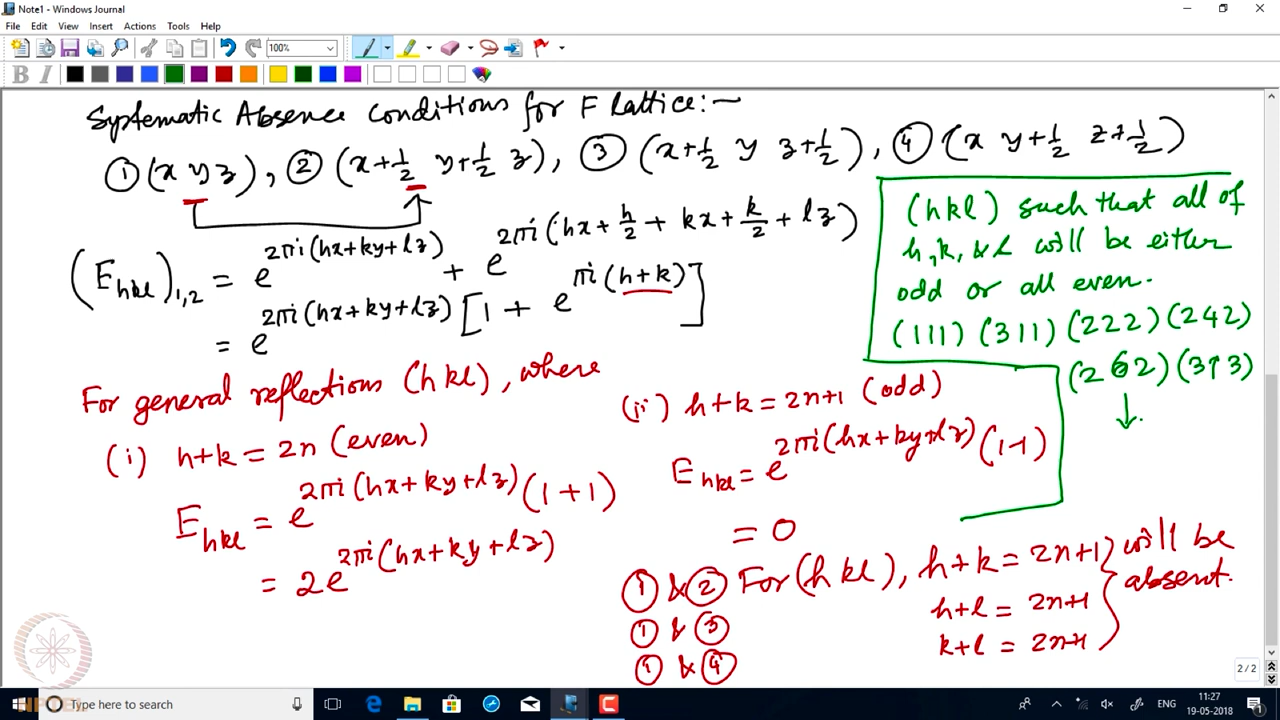 Note1 - Windows Journal
File Edit View Insert Actions Tools Help
100%
B I
Systematic Absence conditions for F lattice:-
① (x y z), ② (x+1/2 y+1/2 z), ③ (x+1/2 y z+1/2), ④ (x y+1/2 z+1/2)
(E_hkl)_1,2 = e^2πi(hx+ky+lz) + e^2πi(hx+h/2+kx+k/2+lz)
= e^2πi(hx+ky+lz) [1 + e^πi(h+k)]
For general reflections (hkl), where
(i) h+k = 2n (even)
E_hkl = e^2πi(hx+ky+lz) (1+1)
= 2e^2πi(hx+ky+lz)
(ii) h+k = 2n+1 (odd)
E_hkl = e^2πi(hx+ky+lz) (1-1)
= 0
① & ② For (hkl), h+k = 2n+1 } will be
① & ③ h+l = 2n+1 absent.
① & ④ k+l = 2n+1
(hkl) such that all of
h, k, & l will be either
odd or all even.
(111) (311) (222) (242)
(262) (313)
2 / 2
Type here to search
ENG
11:27
19-05-2018